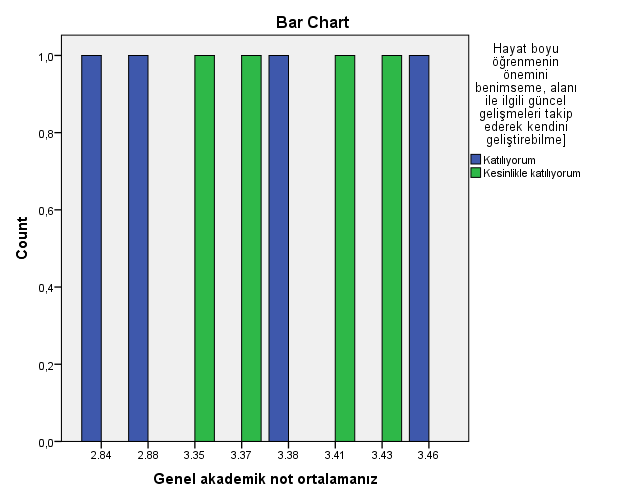 Bar Chart
Hayat boyu
öğrenmenin
önemini
benimseme, alanı
ile ilgili güncel
gelişmeleri takip
ederek kendini
geliştirebilme]
Katılıyorum
Kesinlikle katılıyorum
Count
1,0
0,8
0,6
0,4
0,2
0,0
2.84 2.88 3.35 3.37 3.38 3.41 3.43 3.46
Genel akademik not ortalamanız